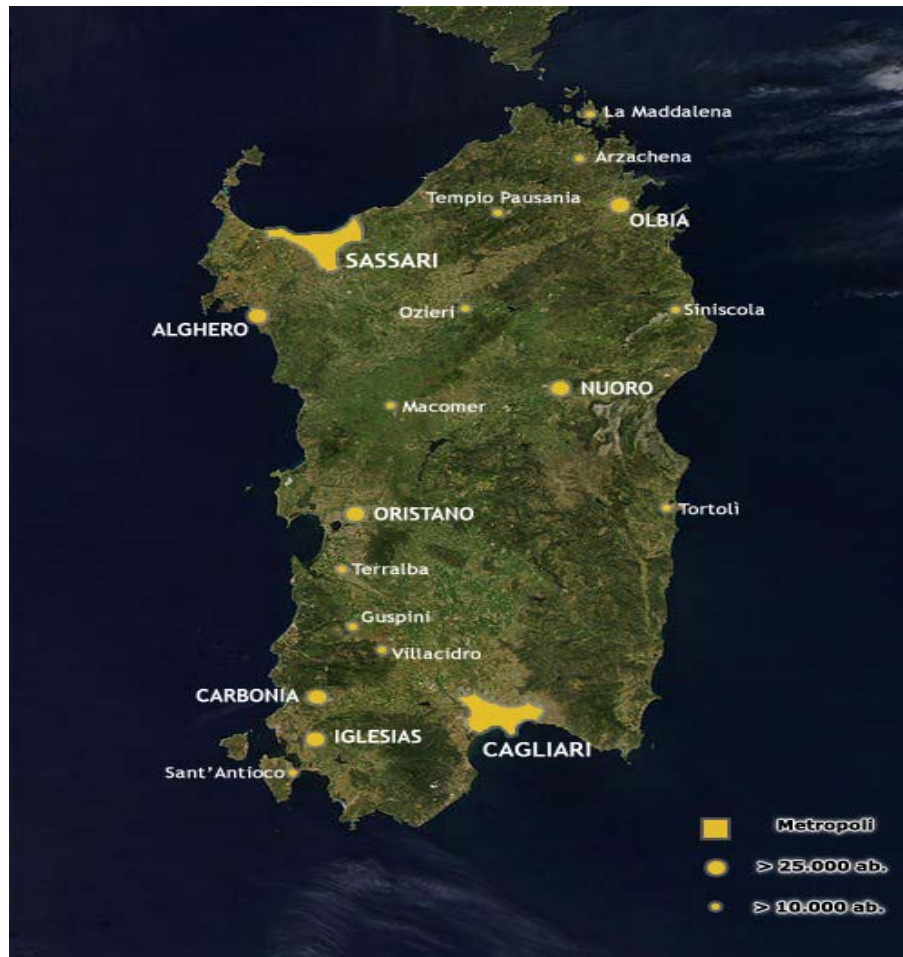 La Maddalena
Arzachena
Tempio Pausania
OLBIA
SASSARI
Ozieri
Siniscola
ALGHERO
NUORO
Macomer
ORISTANO
Tortolì
Terralba
Guspini
Villacidro
CARBONIA
IGLESIAS
CAGLIARI
Sant'Antioco
Metropoli
> 25.000 ab.
> 10.000 ab.